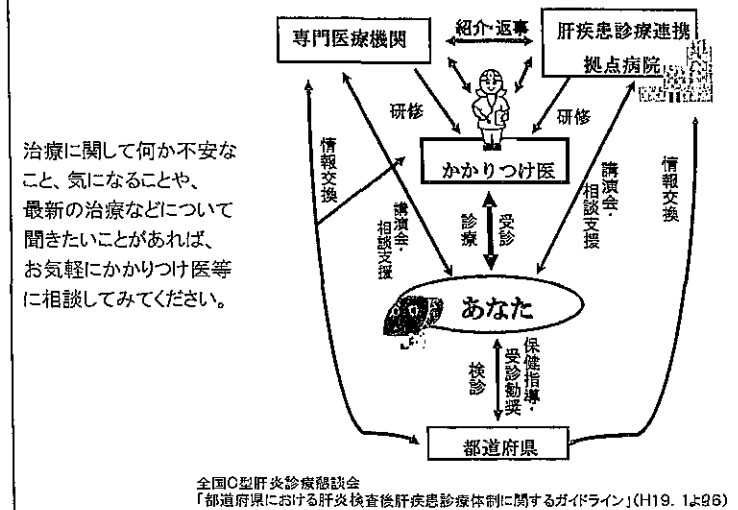 専門医療機関
紹介・返事
肝疾患診療連携
拠点病院
研修
研修
かかりつけ医
治療に関して何か不安な
こと、気になることや、
最新の治療などについて
聞きたいことがあれば、
お気軽にかかりつけ医等
に相談してみてください。
情報交換
講演会・
相談支援
診療
受診
講演会・
相談支援
情報交換
あなた
検診
保健指導・
受診勧奨
都道府県
全国C型肝炎診療懇談会
「都道府県における肝炎検査後肝疾患診療体制に関するガイドライン」(H19. 1より6)